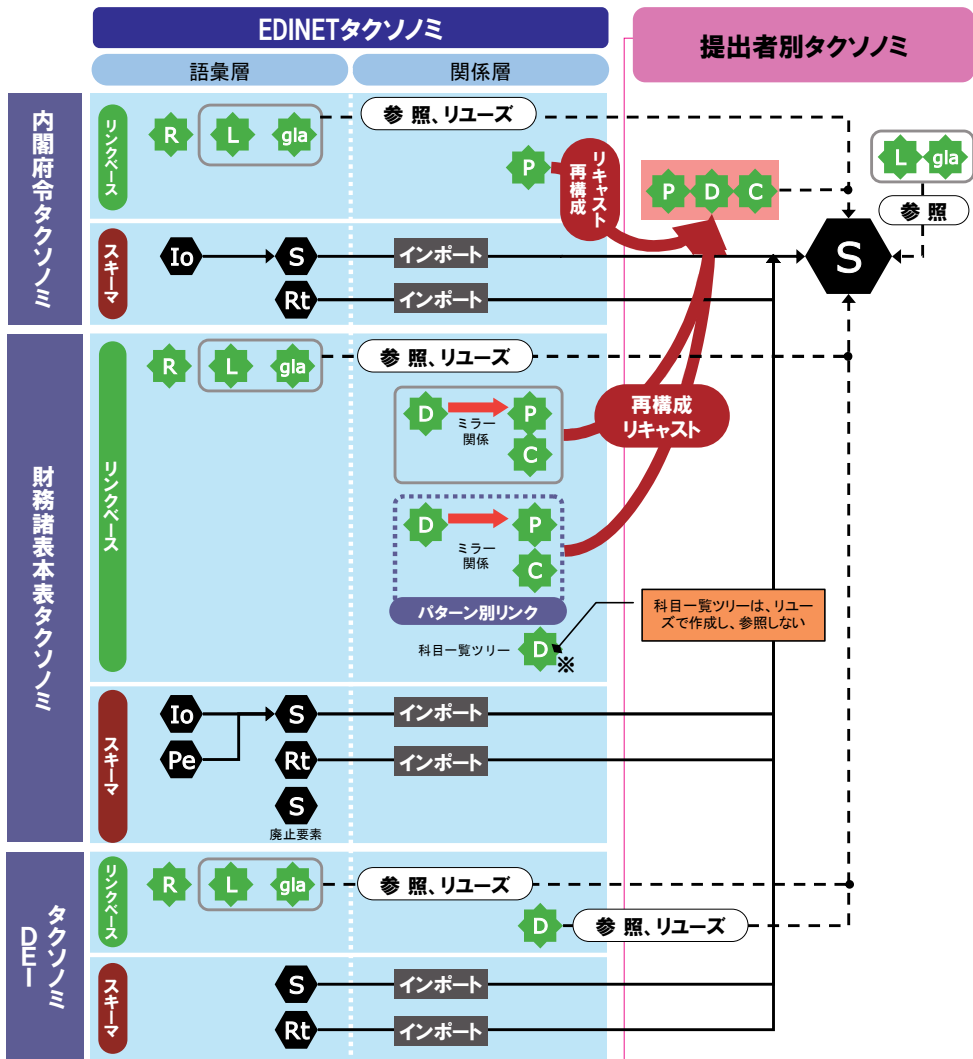 EDINETタクソノミ
提出者別タクソノミ
語彙層
関係層
内閣府令タクソノミ
リンクベース
R
L
gla
参照、リユーズ
P
リキャスト
再構成
P
D
C
L
gla
参照
S
スキーマ
Io
S
インポート
Rt
インポート
財務諸表本表タクソノミ
リンクベース
R
L
gla
参照、リユーズ
D
ミラー
関係
P
C
再構成
リキャスト
D
ミラー
関係
P
C
パターン別リンク
科目一覧ツリー
D
※
科目一覧ツリーは、リユー
ズで作成し、参照しない
スキーマ
Io
S
インポート
Pe
Rt
インポート
S
廃止要素
タクソノミ
DEI
リンクベース
R
L
gla
参照、リユーズ
D
参照、リユーズ
スキーマ
S
インポート
Rt
インポート